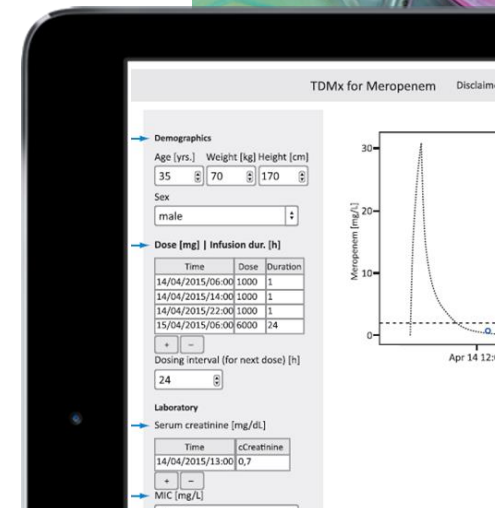 TDMx for Meropenem Disclaime
Demographics
Age [yrs.] Weight [kg] Height [cm]
35 70 170
Sex
male
Dose [mg] | Infusion dur. [h]
Time Dose Duration
14/04/2015/06:00 1000 1
14/04/2015/14:00 1000 1
14/04/2015/22:00 1000 1
15/04/2015/06:00 6000 24
+ -
Dosing interval (for next dose) [h]
24
Laboratory
Serum creatinine [mg/dL]
Time cCreatinine
14/04/2015/13:00 0,7
+ -
MIC [mg/L]
Meropenem [mg/L]
30
20
10
0
Apr 14 12:0